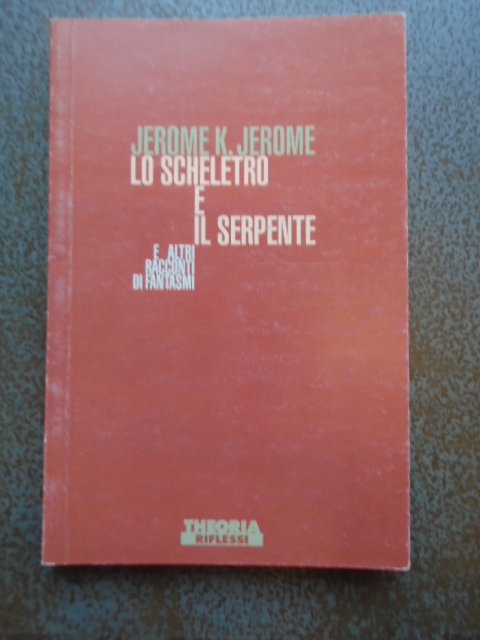 JEROME K. JEROME
LO SCHELETRO
E
IL SERPENTE
E ALTRI
RACCONTI
DI FANTASMI
THEORIA
RIFLESSI